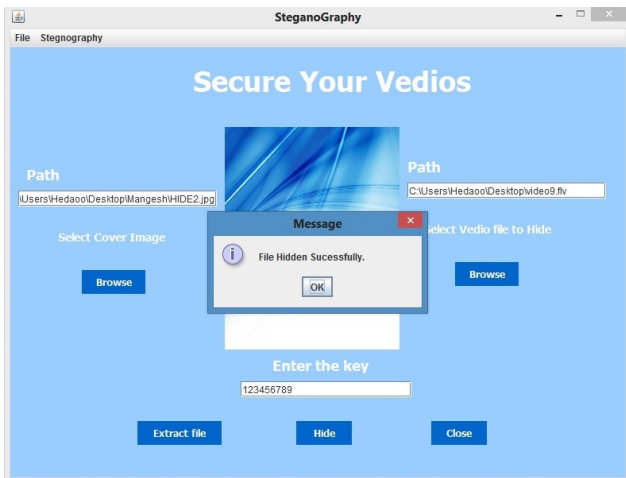 SteganoGraphy
File Stegnography
Secure Your Vedios
Path
\Users\Hedaoo\Desktop\Mangesh\HIDE2.jpg
Select Cover Image
Browse
Path
C:\Users\Hedaoo\Desktop\video9.flv
Select Vedio file to Hide
Browse
Message
File Hidden Sucessfully.
OK
Enter the key
123456789
Extract file
Hide
Close